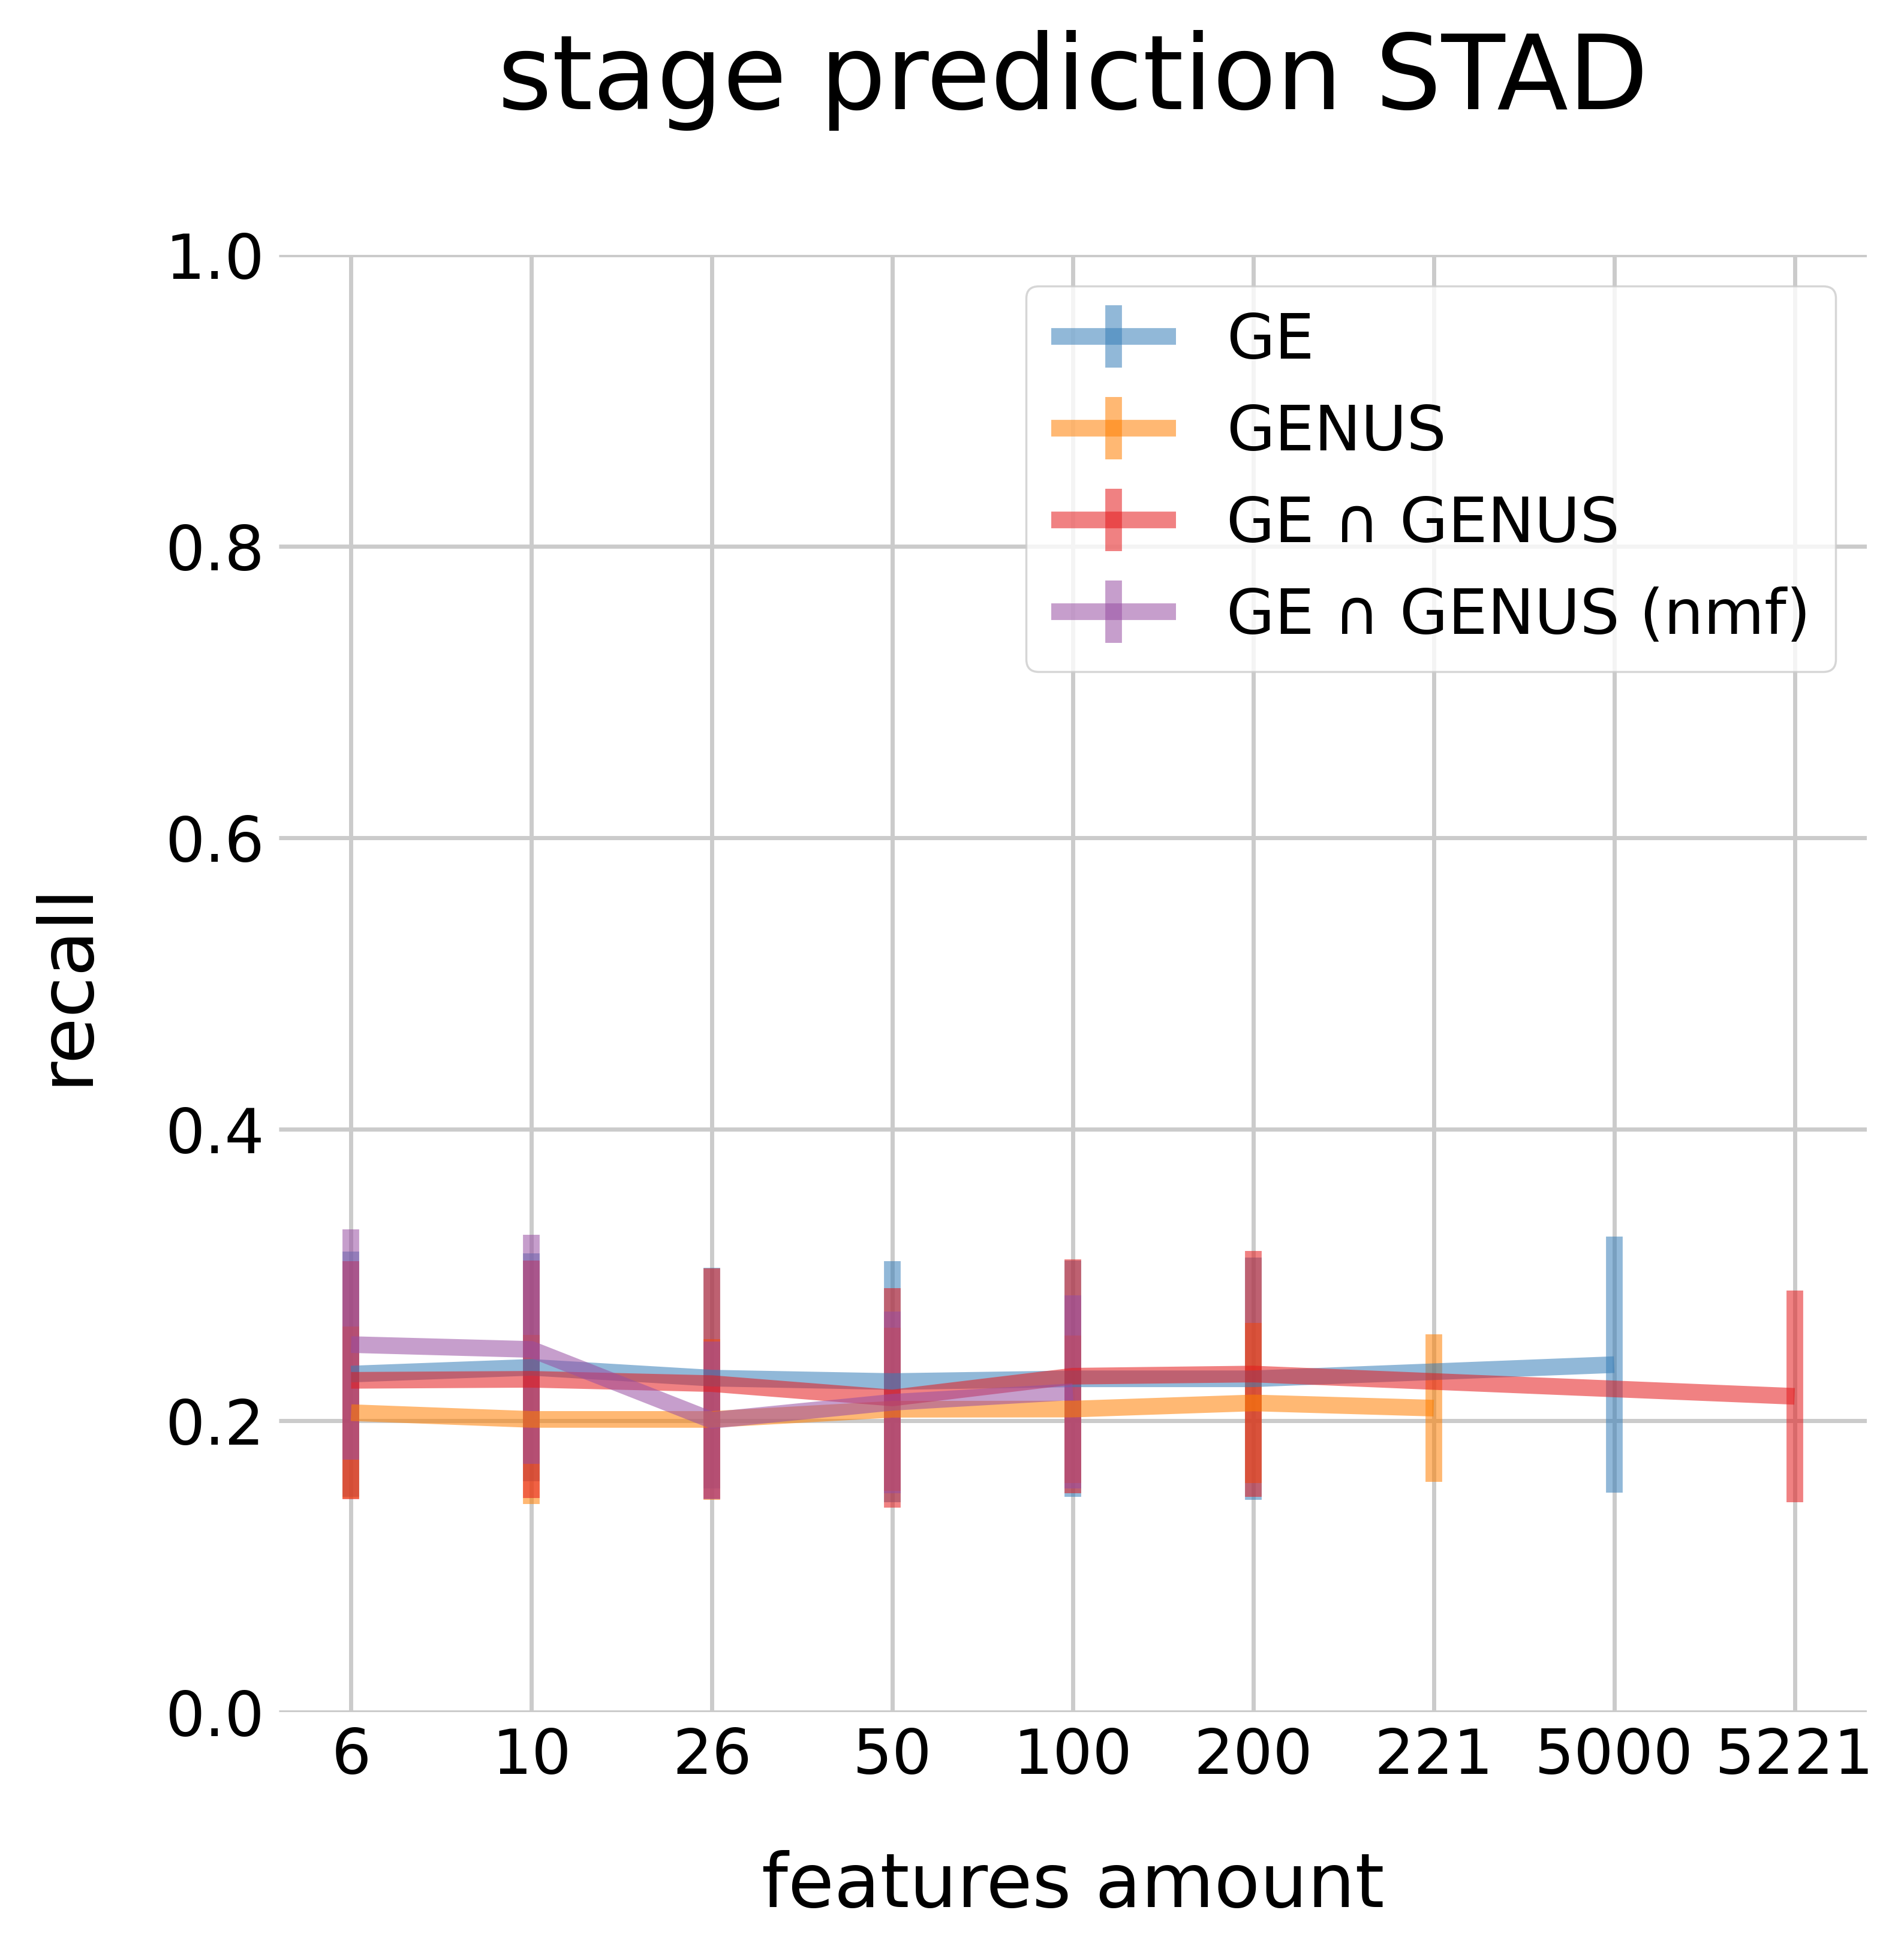 stage prediction STAD
1.0
0.8
0.6
0.4
0.2
0.0
recall
GE
GENUS
GE ∩ GENUS
GE ∩ GENUS (nmf)
6 10 26 50 100 200 221 5000 5221
features amount